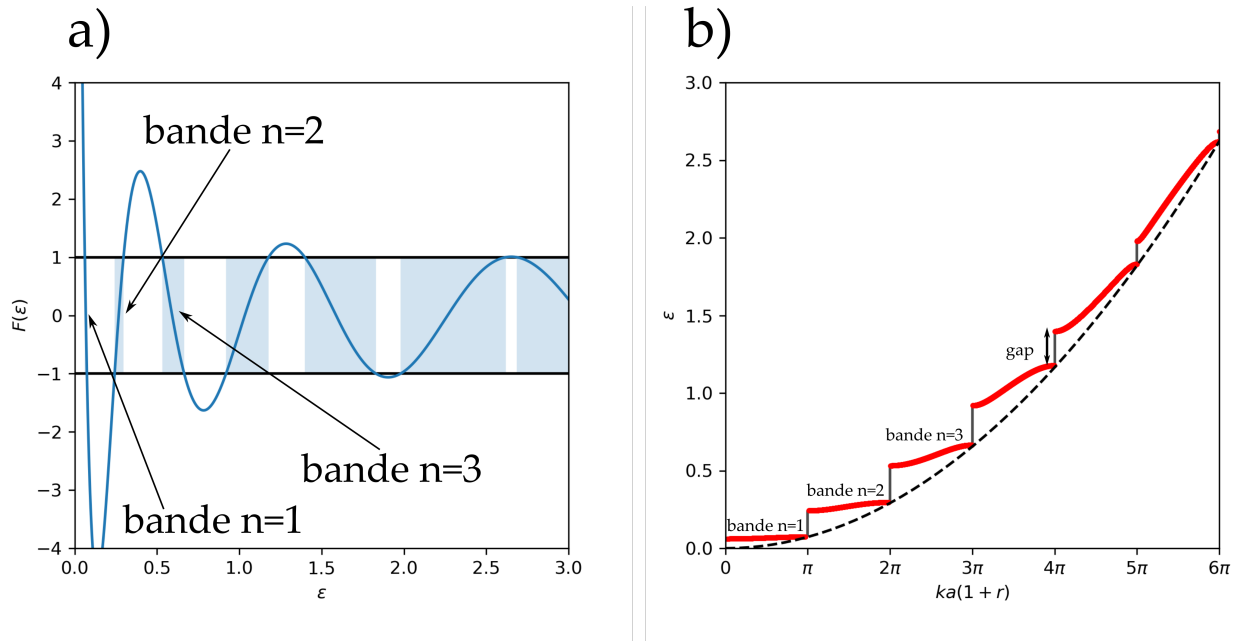 a)
4
3
2
1
0
−1
−2
−3
−4
F(ε)
bande n=2
bande n=3
bande n=1
0.0 0.5 1.0 1.5 2.0 2.5 3.0
ε
b)
3.0
2.5
2.0
1.5
1.0
0.5
0.0
ε
gap
bande n=3
bande n=2
bande n=1
0 π 2π 3π 4π 5π 6π
ka(1 + r)